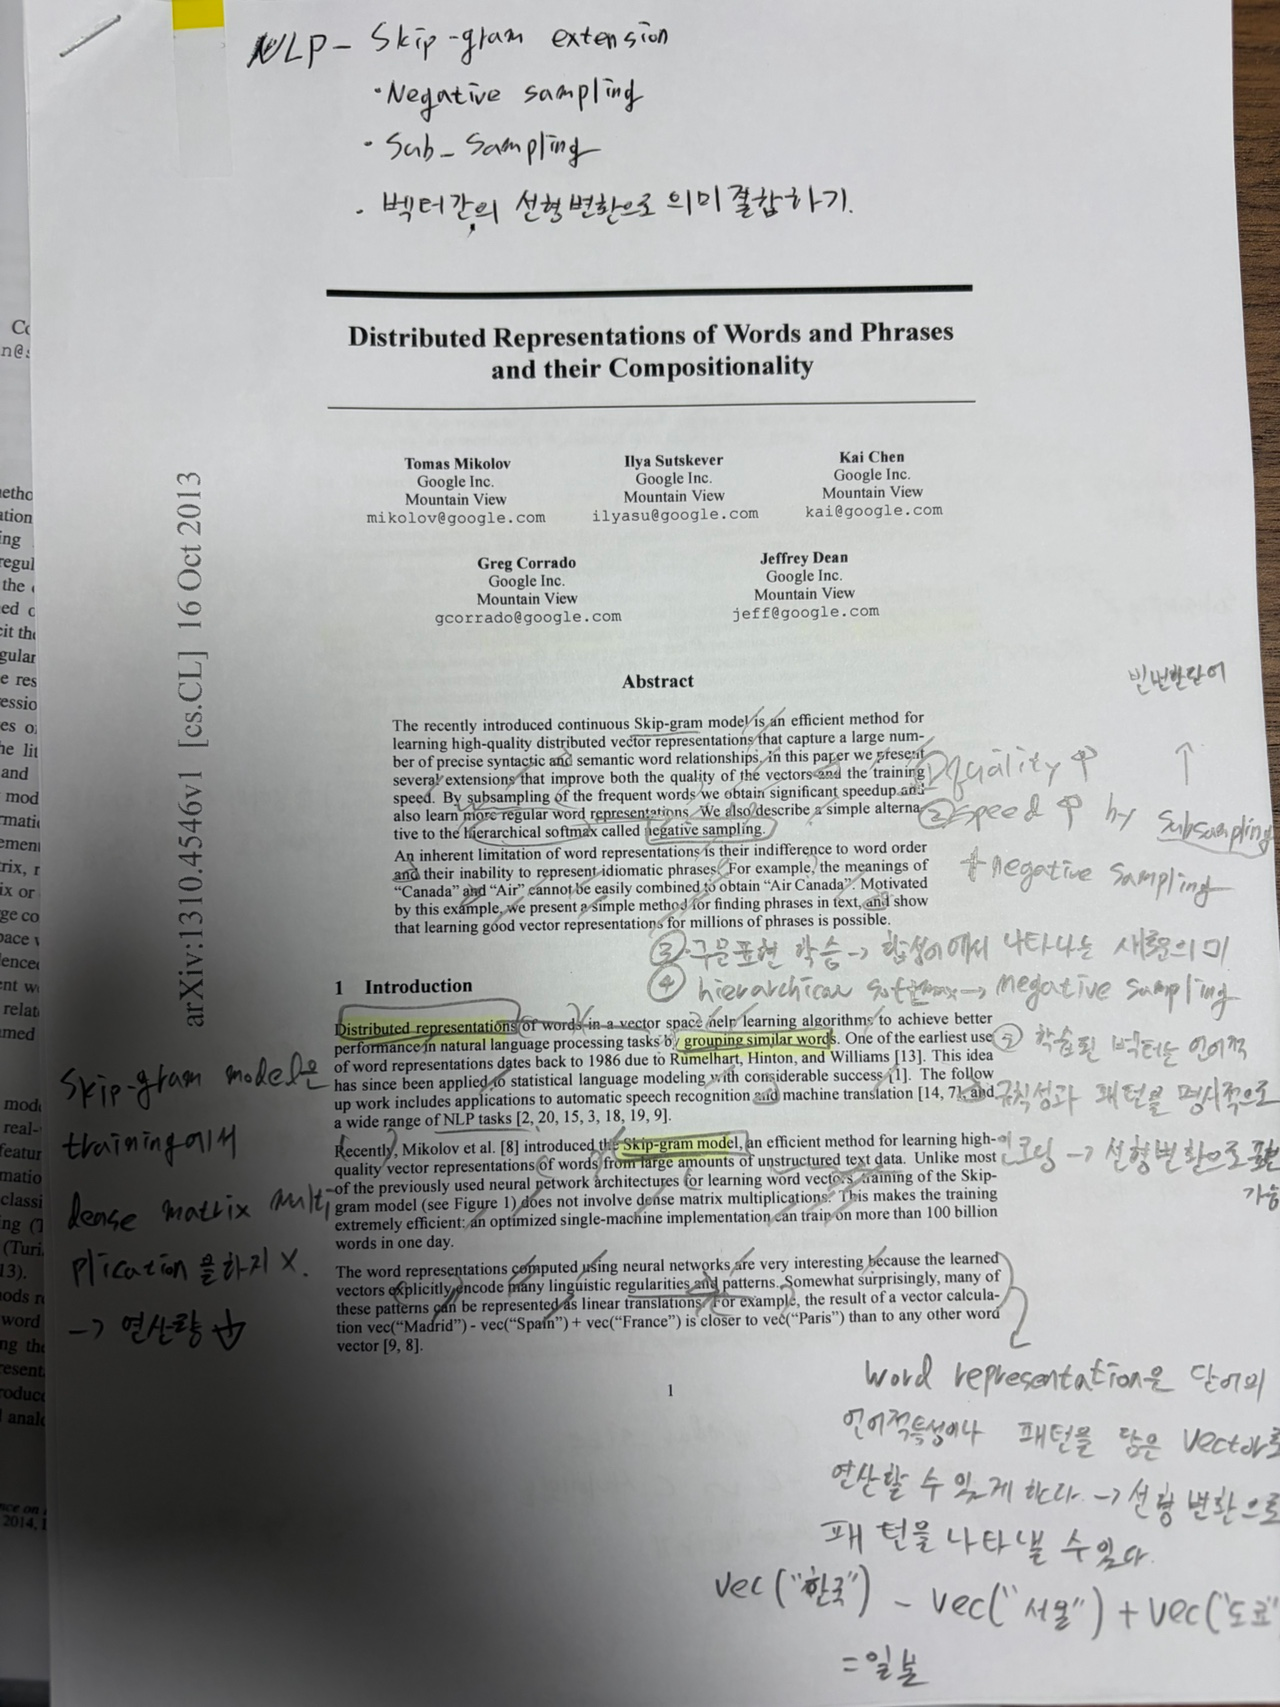 NLP - Skip-gram extension
· Negative sampling
· Sub_sampling
· 벡터간의 선형변환으로 의미 결합하기.
Distributed Representations of Words and Phrases
and their Compositionality
Tomas Mikolov
Google Inc.
Mountain View
mikolov@google.com
Ilya Sutskever
Google Inc.
Mountain View
ilyasu@google.com
Kai Chen
Google Inc.
Mountain View
kai@google.com
Greg Corrado
Google Inc.
Mountain View
gcorrado@google.com
Jeffrey Dean
Google Inc.
Mountain View
jeff@google.com
arXiv:1310.4546v1 [cs.CL] 16 Oct 2013
Abstract
The recently introduced continuous Skip-gram model is an efficient method for
learning high-quality distributed vector representations that capture a large num-
ber of precise syntactic and semantic word relationships. in this paper we present
several extensions that improve both the quality of the vectors and the training
speed. By subsampling of the frequent words we obtain significant speedup and
also learn more regular word representations. We also describe a simple alterna-
tive to the hierarchical softmax called negative sampling.
An inherent limitation of word representations is their indifference to word order
and their inability to represent idiomatic phrases. For example, the meanings of
“Canada” and “Air” cannot be easily combined to obtain “Air Canada”. Motivated
by this example, we present a simple method for finding phrases in text, and show
that learning good vector representations for millions of phrases is possible.
빈번한단어
↑
① quality ↑
② speed ↑ by subsampling
+ negative sampling
③ 구문표현 학습 → 합성어에서 나타나는 새로운의미
④ hierarchical softmax → negative sampling
⑤ 학습된 벡터는 언어적
규칙성과 패턴을 명시적으로
인코딩 → 선형변환으로 표현
가능
1 Introduction
Distributed representations of words in a vector space help learning algorithms to achieve better
performance in natural language processing tasks by grouping similar words. One of the earliest use
of word representations dates back to 1986 due to Rumelhart, Hinton, and Williams [13]. This idea
has since been applied to statistical language modeling with considerable success [1]. The follow
up work includes applications to automatic speech recognition and machine translation [14, 7], and
a wide range of NLP tasks [2, 20, 15, 3, 18, 19, 9].
Recently, Mikolov et al. [8] introduced the Skip-gram model, an efficient method for learning high-
quality vector representations of words from large amounts of unstructured text data. Unlike most
of the previously used neural network architectures for learning word vectors, training of the Skip-
gram model (see Figure 1) does not involve dense matrix multiplications. This makes the training
extremely efficient: an optimized single-machine implementation can train on more than 100 billion
words in one day.
The word representations computed using neural networks are very interesting because the learned
vectors explicitly encode many linguistic regularities and patterns. Somewhat surprisingly, many of
these patterns can be represented as linear translations. For example, the result of a vector calcula-
tion vec(“Madrid”) - vec(“Spain”) + vec(“France”) is closer to vec(“Paris”) than to any other word
vector [9, 8].
1
Skip-gram model은
training에서
dense matrix multi
plication 을하지 X.
→ 연산량 ↓
word representation은 단어의
언어적특성이나 패턴을 담은 vector로
연산할 수 있게 한다. → 선형 변환으로
패턴을 나타낼 수 있다.
vec("한국") - vec("서울") + vec("도쿄"
= 일본